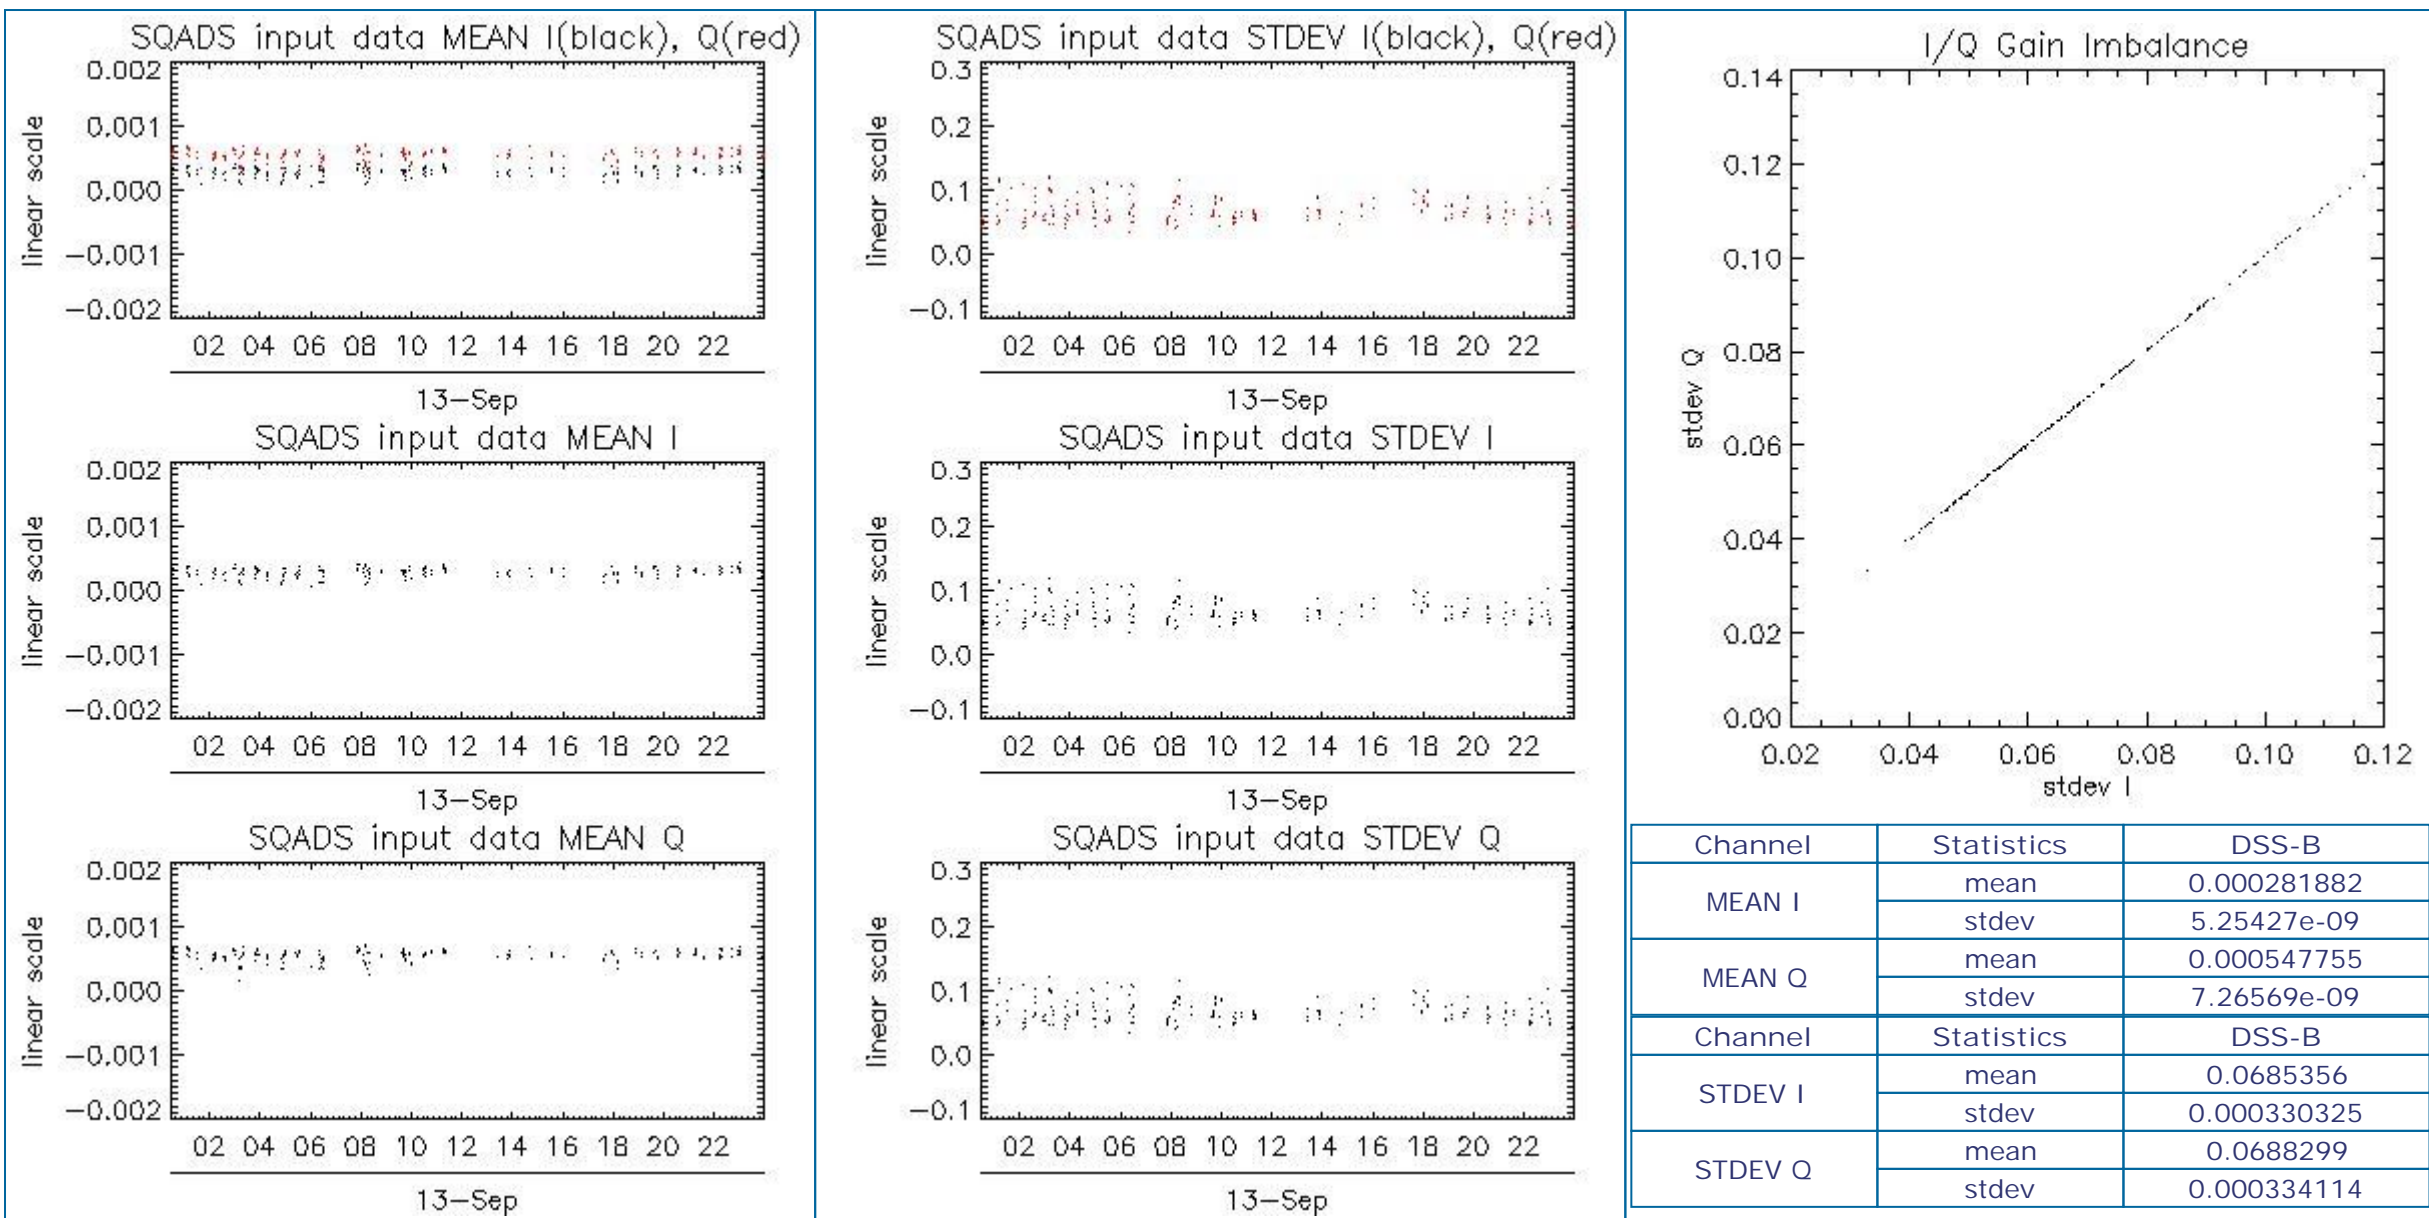 SQADS input data MEAN I(black), Q(red)
0.002
0.001
0.000
−0.001
−0.002
linear scale
02 04 06 08 10 12 14 16 18 20 22
13−Sep
SQADS input data MEAN I
0.002
0.001
0.000
−0.001
−0.002
linear scale
02 04 06 08 10 12 14 16 18 20 22
13−Sep
SQADS input data MEAN Q
0.002
0.001
0.000
−0.001
−0.002
linear scale
02 04 06 08 10 12 14 16 18 20 22
13−Sep
SQADS input data STDEV I(black), Q(red)
0.3
0.2
0.1
0.0
−0.1
linear scale
02 04 06 08 10 12 14 16 18 20 22
13−Sep
SQADS input data STDEV I
0.3
0.2
0.1
0.0
−0.1
linear scale
02 04 06 08 10 12 14 16 18 20 22
13−Sep
SQADS input data STDEV Q
0.3
0.2
0.1
0.0
−0.1
linear scale
02 04 06 08 10 12 14 16 18 20 22
13−Sep
I/Q Gain Imbalance
0.14
0.12
0.10
0.08
0.06
0.04
0.02
0.00
stdev Q
0.02 0.04 0.06 0.08 0.10 0.12
stdev I
Channel Statistics DSS-B
MEAN I mean 0.000281882
stdev 5.25427e-09
MEAN Q mean 0.000547755
stdev 7.26569e-09
Channel Statistics DSS-B
STDEV I mean 0.0685356
stdev 0.000330325
STDEV Q mean 0.0688299
stdev 0.000334114